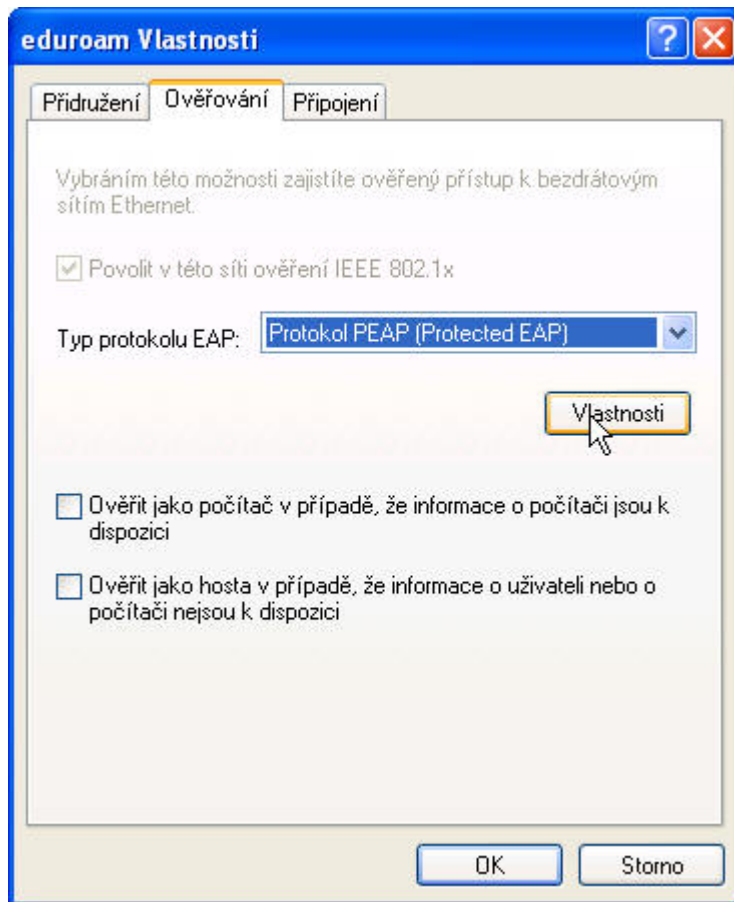 eduroam Vlastnosti
Přidružení Ověřování Připojení
Vybráním této možnosti zajistíte ověřený přístup k bezdrátovým
sítím Ethernet.
Povolit v této síti ověření IEEE 802.1x
Typ protokolu EAP: Protokol PEAP (Protected EAP)
Vlastnosti
Ověřit jako počítač v případě, že informace o počítači jsou k
dispozici
Ověřit jako hosta v případě, že informace o uživateli nebo o
počítači nejsou k dispozici
OK Storno